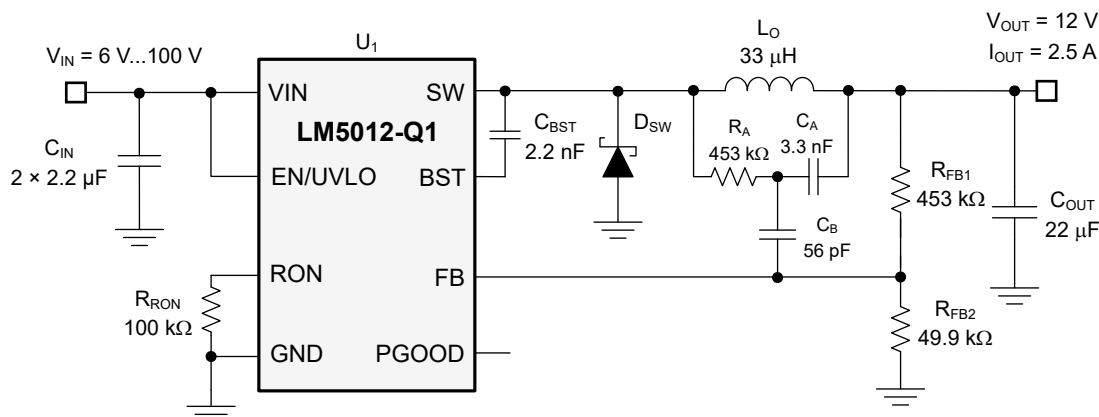 V_IN = 6 V...100 V
U_1
L_O
33 μH
V_OUT = 12 V
I_OUT = 2.5 A
VIN
SW
LM5012-Q1
C_IN
2 × 2.2 μF
EN/UVLO
BST
C_BST
2.2 nF
D_SW
R_A
453 kΩ
C_A
3.3 nF
R_FB1
453 kΩ
C_OUT
22 μF
C_B
56 pF
RON
FB
R_RON
100 kΩ
GND
PGOOD
R_FB2
49.9 kΩ